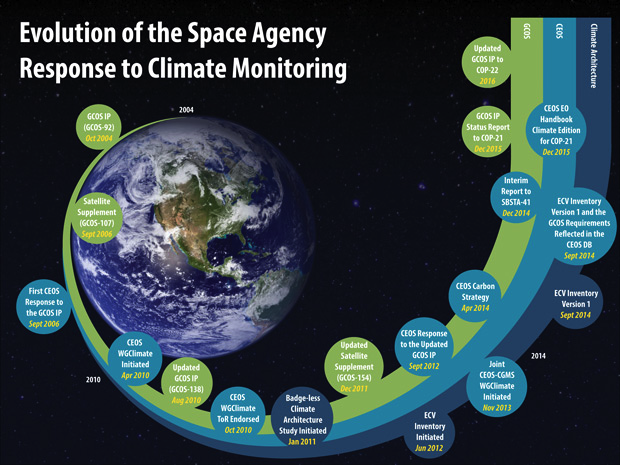 Evolution of the Space Agency
Response to Climate Monitoring
GCOS
CEOS
Climate Architecture
2004
GCOS IP
(GCOS-92)
Oct 2004
Satellite
Supplement
(GCOS-107)
Sept 2006
First CEOS
Response to
the GCOS IP
Sept 2006
2010
CEOS
WGClimate
Initiated
Apr 2010
Updated
GCOS IP
(GCOS-138)
Aug 2010
CEOS
WGClimate
ToR Endorsed
Oct 2010
Badge-less
Climate
Architecture
Study Initiated
Jan 2011
Updated
Satellite
Supplement
(GCOS-154)
Dec 2011
ECV
Inventory
Initiated
Jun 2012
CEOS Response
to the Updated
GCOS IP
Sept 2012
Joint
CEOS-CGMS
WGClimate
Initiated
Nov 2013
2014
CEOS Carbon
Strategy
Apr 2014
ECV Inventory
Version 1
Sept 2014
ECV Inventory
Version 1 and the
GCOS Requirements
Reflected in the
CEOS DB
Sept 2014
Interim
Report to
SBSTA-41
Dec 2014
GCOS IP
Status Report
to COP-21
Dec 2015
CEOS EO
Handbook
Climate Edition
for COP-21
Dec 2015
Updated
GCOS IP to
COP-22
2016